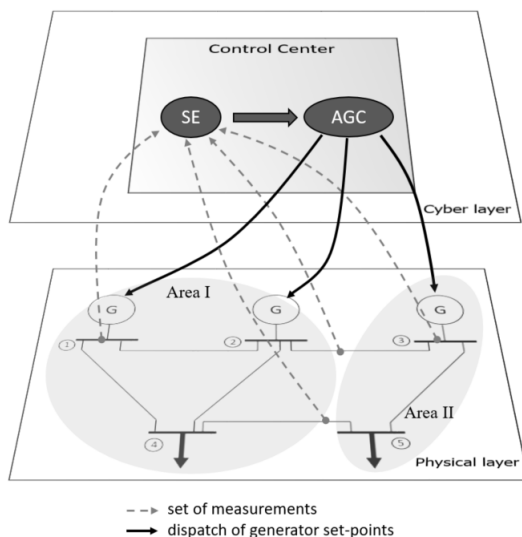 Control Center
SE
AGC
Cyber layer
Area I
G
G
G
1
2
3
Area II
4
5
Physical layer
set of measurements
dispatch of generator set-points